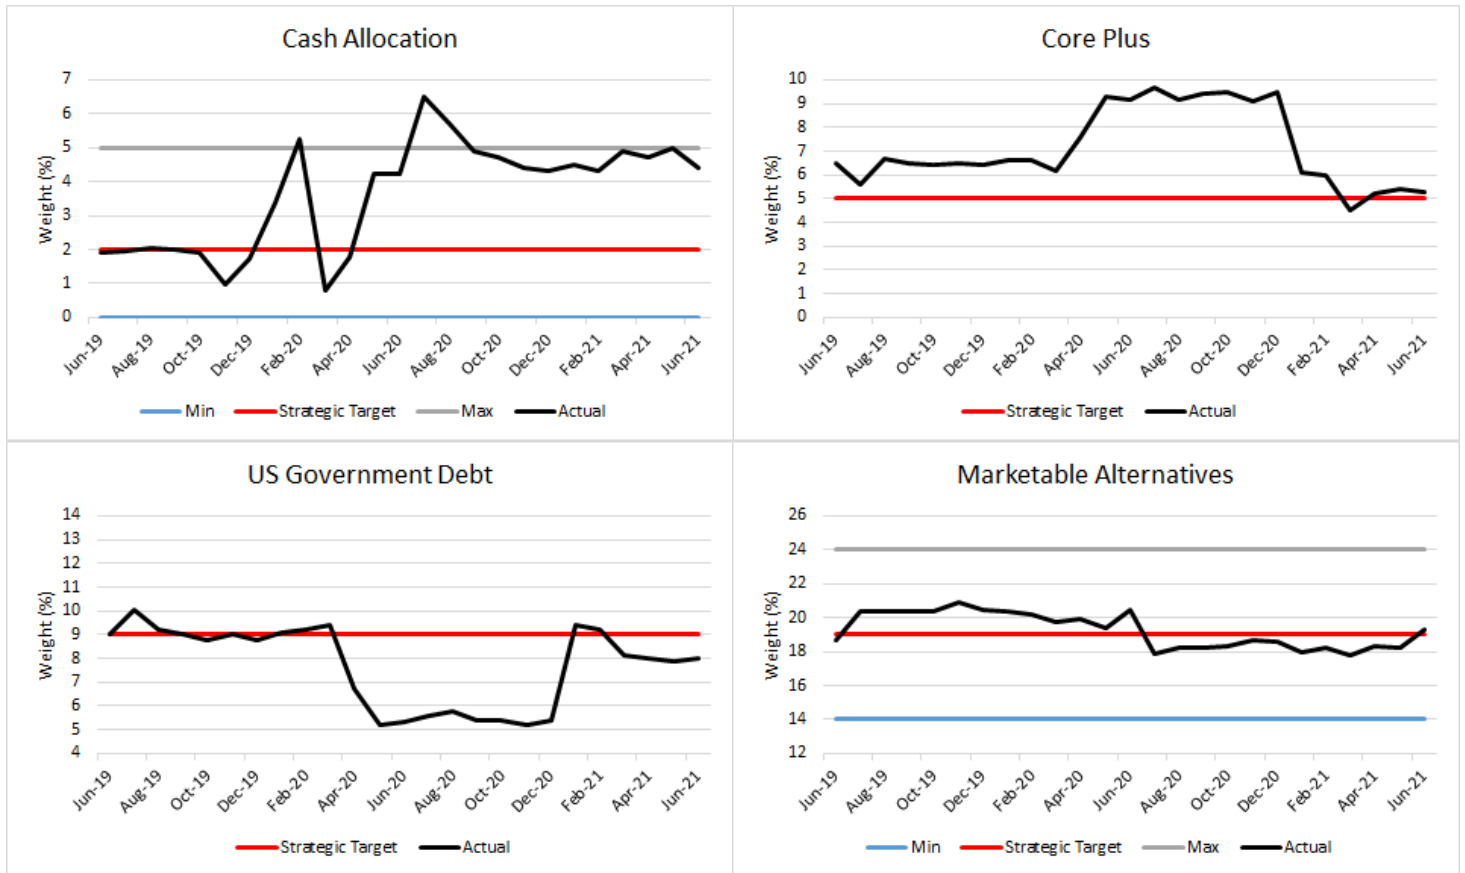 Cash Allocation
7
6
5
4
3
2
1
0
Weight (%)
Jun-19 Aug-19 Oct-19 Dec-19 Feb-20 Apr-20 Jun-20 Aug-20 Oct-20 Dec-20 Feb-21 Apr-21 Jun-21
Min Strategic Target Max Actual
Core Plus
10
9
8
7
6
5
4
3
2
1
0
Weight (%)
Jun-19 Aug-19 Oct-19 Dec-19 Feb-20 Apr-20 Jun-20 Aug-20 Oct-20 Dec-20 Feb-21 Apr-21 Jun-21
Strategic Target Actual
US Government Debt
14
13
12
11
10
9
8
7
6
5
4
Weight (%)
Jun-19 Aug-19 Oct-19 Dec-19 Feb-20 Apr-20 Jun-20 Aug-20 Oct-20 Dec-20 Feb-21 Apr-21 Jun-21
Strategic Target Actual
Marketable Alternatives
26
24
22
20
18
16
14
12
Weight (%)
Jun-19 Aug-19 Oct-19 Dec-19 Feb-20 Apr-20 Jun-20 Aug-20 Oct-20 Dec-20 Feb-21 Apr-21 Jun-21
Min Strategic Target Max Actual